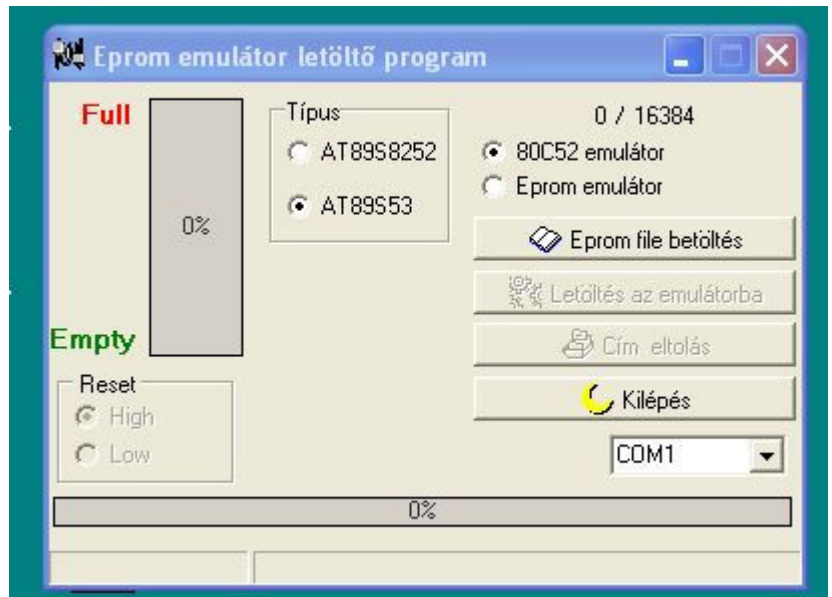 Eprom emulátor letöltő program
Full
0%
Empty
Típus
AT89S8252
AT89S53
0 / 16384
80C52 emulátor
Eprom emulátor
Eprom file betöltés
Letöltés az emulátorba
Cím eltolás
Kilépés
Reset
High
Low
COM1
0%